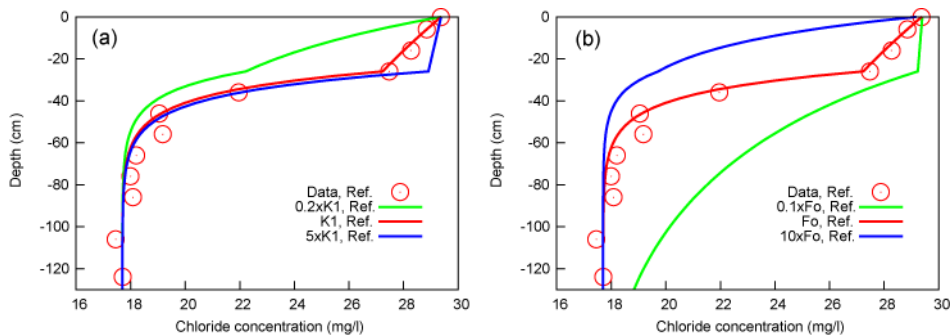 (a)
0
-20
-40
-60
-80
-100
-120
Depth (cm)
Data, Ref.
0.2xK1, Ref.
K1, Ref.
5xK1, Ref.
16 18 20 22 24 26 28 30
Chloride concentration (mg/l)
(b)
0
-20
-40
-60
-80
-100
-120
Depth (cm)
Data, Ref.
0.1xFo, Ref.
Fo, Ref.
10xFo, Ref.
16 18 20 22 24 26 28 30
Chloride concentration (mg/l)